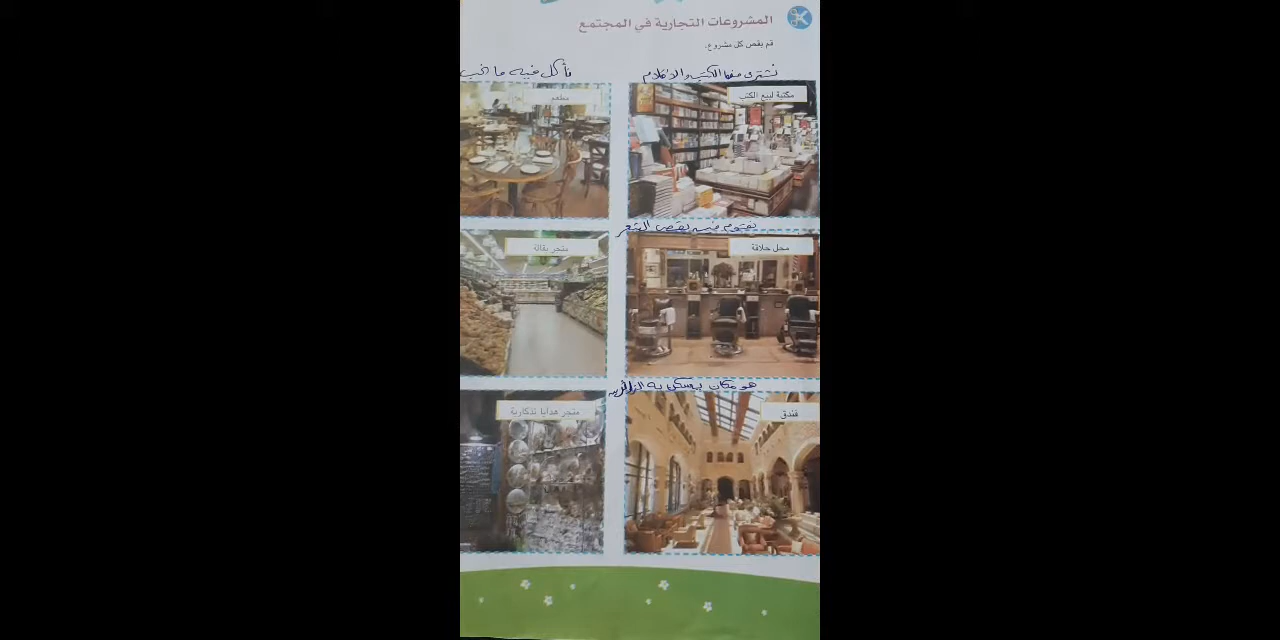 المشروعات التجارية في المجتمع
قم بقص كل مشروع.
نشترى منها الكتب والأقلام
نأكل فيه ما نحب
مكتبة لبيع الكتب
مطعم
نقوم فيه بقص الشعر
محل حلاقة
متجر بقالة
هو مكان يسكن به الزائرين
فندق
متجر هدايا تذكارية